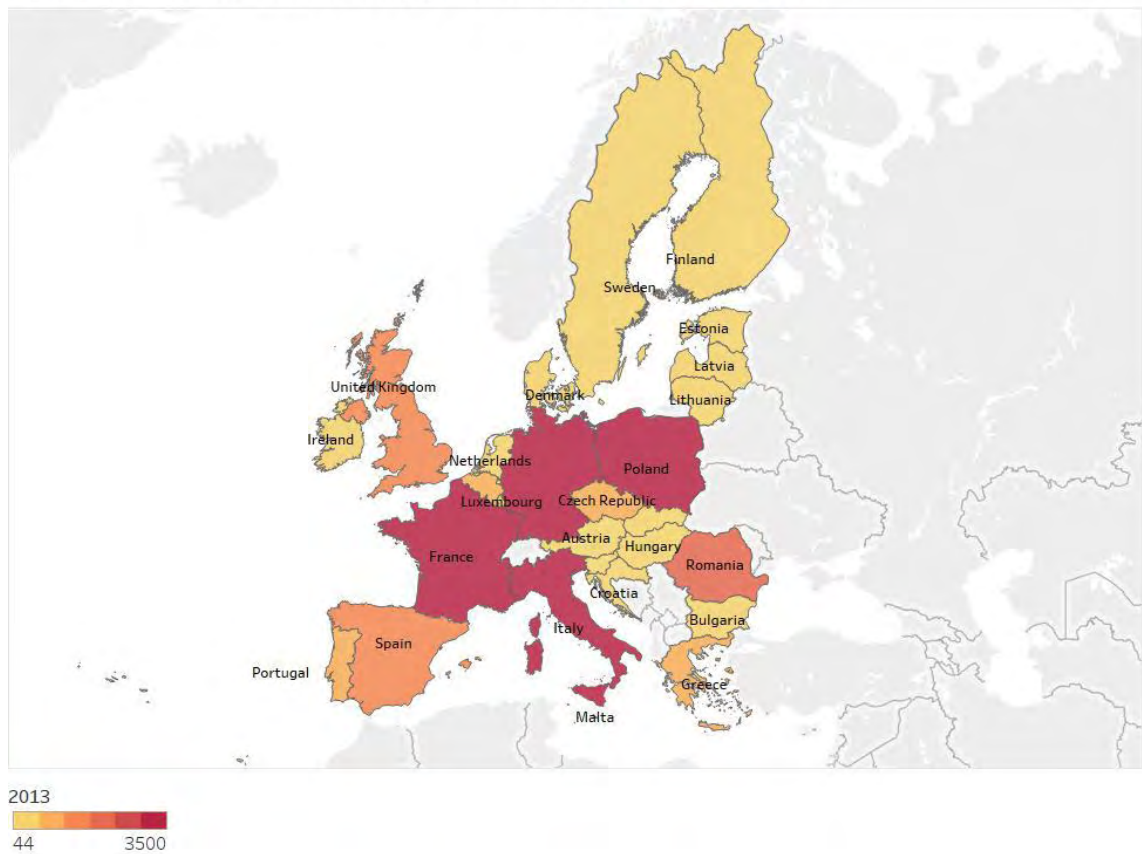 Finland
Sweden
Estonia
Latvia
Lithuania
Denmark
United Kingdom
Ireland
Netherlands
Poland
Luxembourg
Czech Republic
Austria
Hungary
France
Romania
Croatia
Bulgaria
Italy
Spain
Portugal
Greece
Malta
2013
44 3500